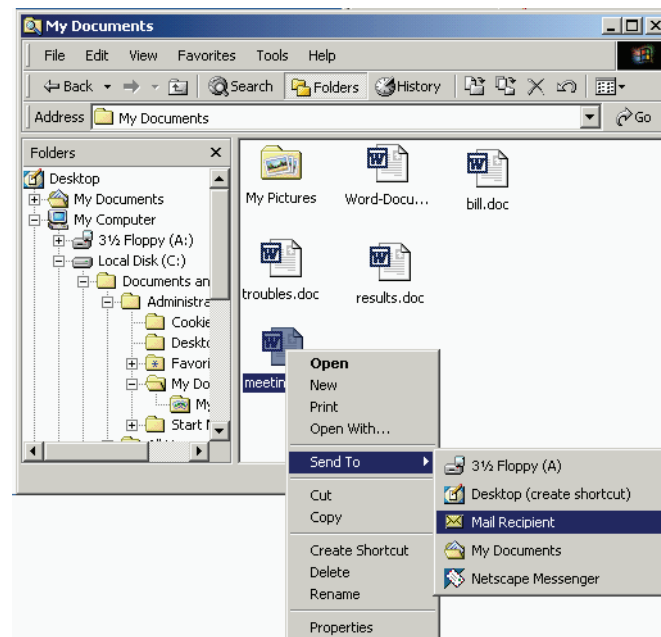 My Documents
File Edit View Favorites Tools Help
Back Search Folders History
Address My Documents Go
Folders
Desktop
My Documents
My Computer
3½ Floppy (A:)
Local Disk (C:)
Documents an
Administra
Cookie
Deskto
Favori
My Do
My
Start M
My Pictures Word-Docu... bill.doc
troubles.doc results.doc
meetin
Open
New
Print
Open With...
Send To
Cut
Copy
Create Shortcut
Delete
Rename
Properties
3½ Floppy (A)
Desktop (create shortcut)
Mail Recipient
My Documents
Netscape Messenger